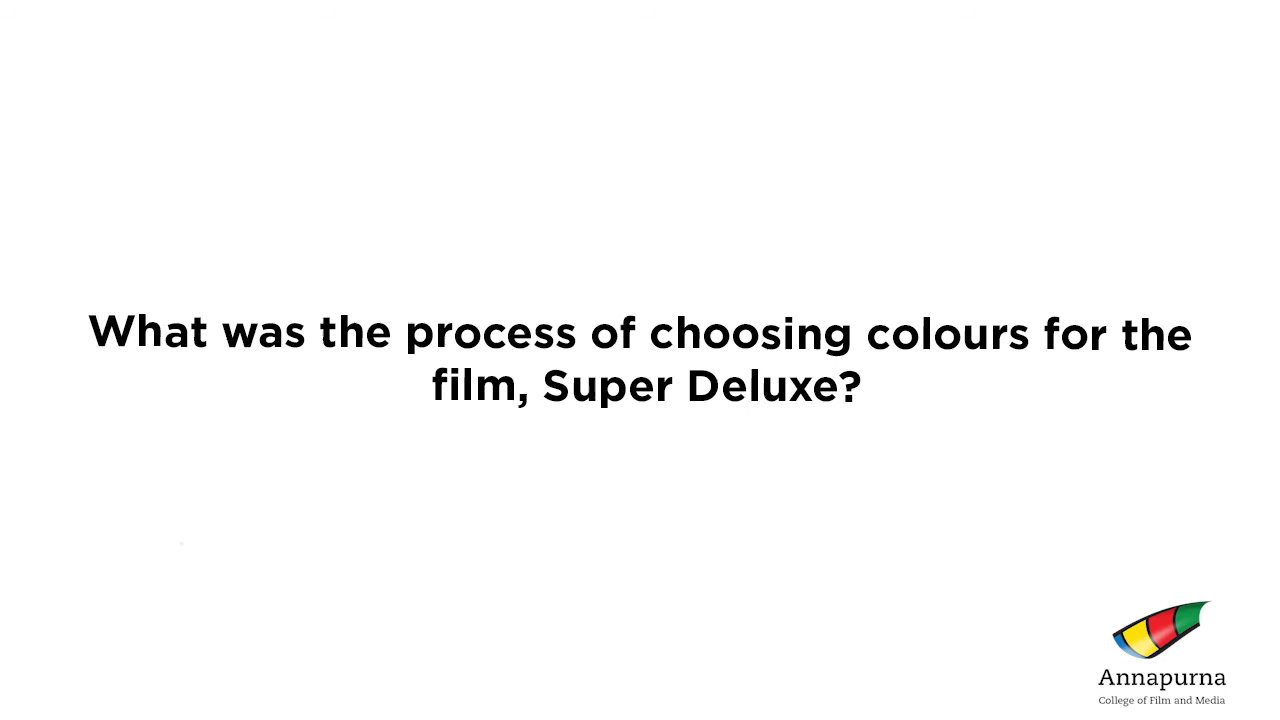 What was the process of choosing colours for the
film, Super Deluxe?
Annapurna
College of Film and Media